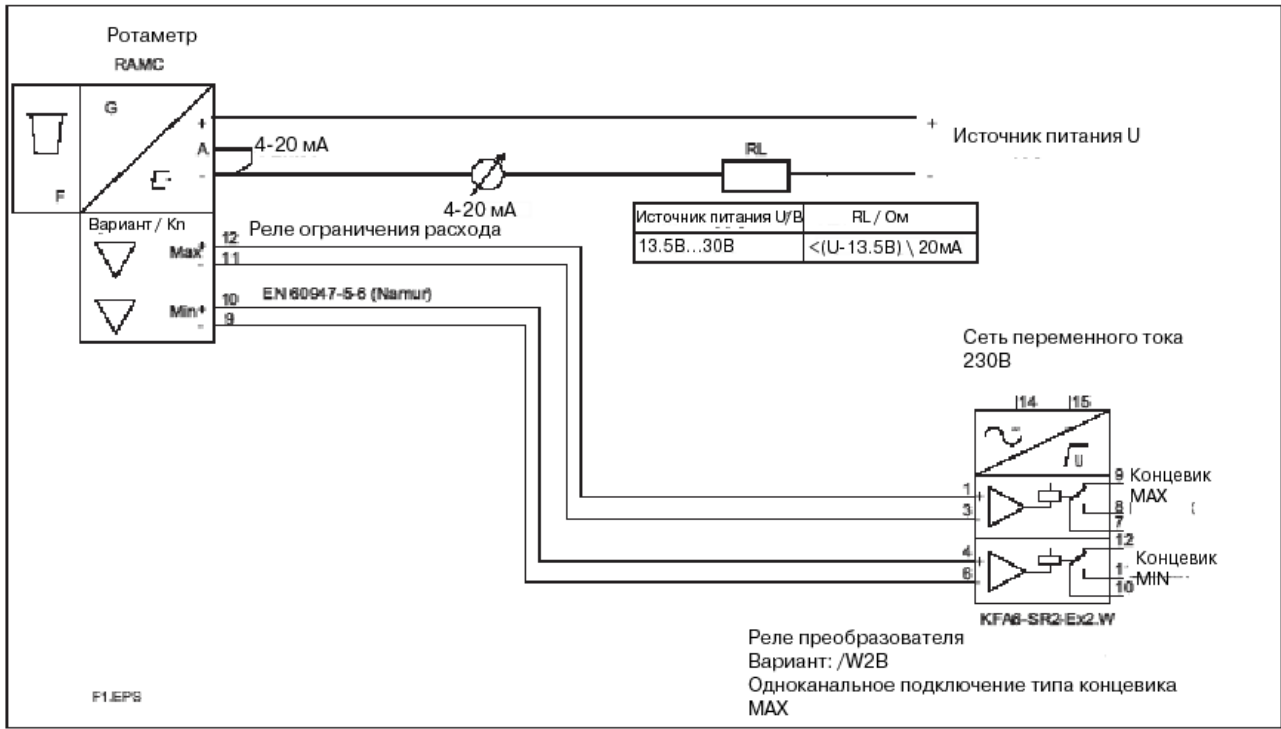 Ротаметр
RAMC
G
+
A
-
F
4-20 мА
4-20 мА
RL
+
-
Источник питания U
Источник питания U/В
RL / Ом
13.5В...30В
<(U-13.5В) \ 20мА
Вариант / Кn
Max+
-
12
11
Реле ограничения расхода
Min+
-
10
9
EN 60947-5-6 (Namur)
Сеть переменного тока
230В
14
15
U
1
+
3
-
9
8
7
Концевик
MAX
4
+
6
-
12
1
10
Концевик
MIN
KFA6-SR2-Ex2.W
Реле преобразователя
Вариант: /W2B
Одноканальное подключение типа концевика
MAX
F1.EPS